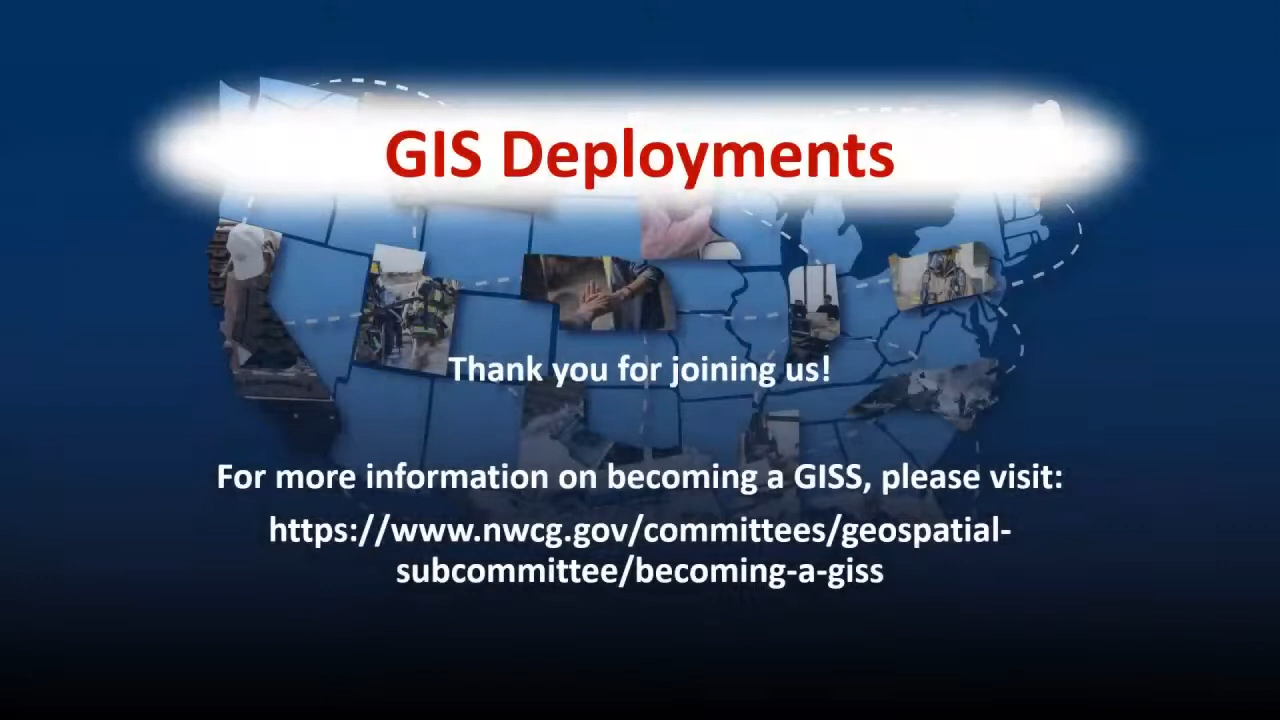 GIS Deployments
Thank you for joining us!
For more information on becoming a GISS, please visit:
https://www.nwcg.gov/committees/geospatial-
subcommittee/becoming-a-giss